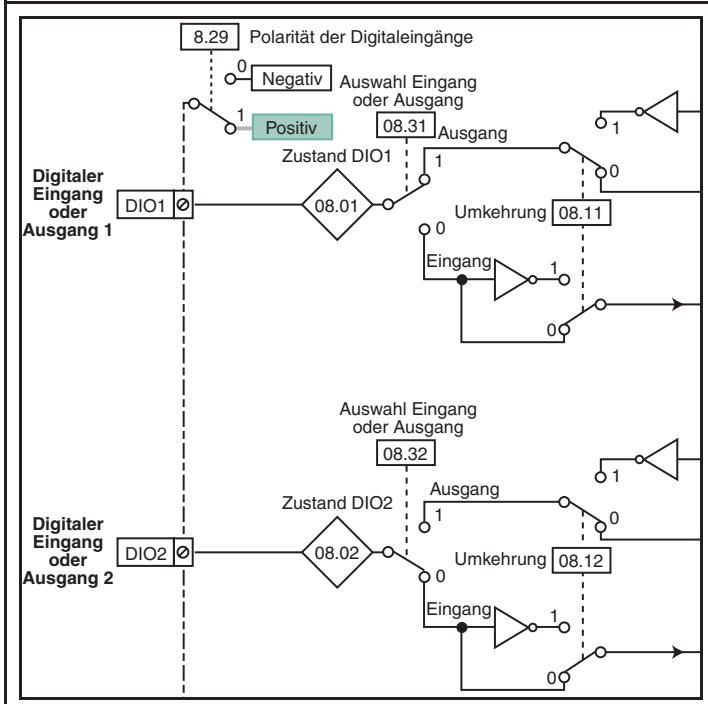 8.29 Polarität der Digitaleingänge
0
Negativ
1
Positiv
Auswahl Eingang
oder Ausgang
08.31
Ausgang
1
Zustand DIO1
1
0
Digitaler
Eingang
oder
Ausgang 1
DIO1
08.01
Umkehrung 08.11
0
Eingang
1
0
Auswahl Eingang
oder Ausgang
08.32
Ausgang
1
Zustand DIO2
1
0
Digitaler
Eingang
oder
Ausgang 2
DIO2
08.02
Umkehrung 08.12
0
Eingang
1
0